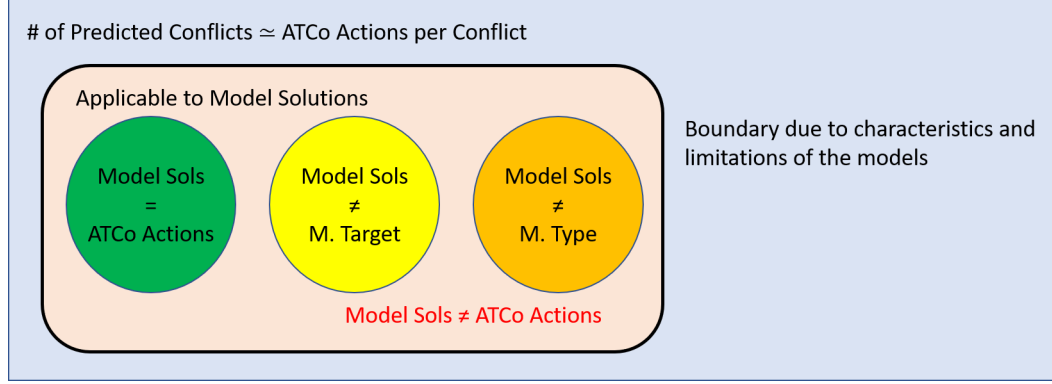 # of Predicted Conflicts ≃ ATCo Actions per Conflict
Applicable to Model Solutions
Model Sols
=
ATCo Actions
Model Sols
≠
M. Target
Model Sols
≠
M. Type
Model Sols ≠ ATCo Actions
Boundary due to characteristics and
limitations of the models